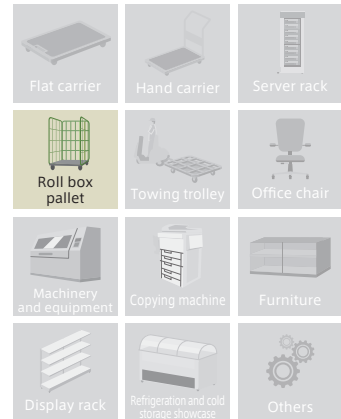 Flat carrier
Hand carrier
Server rack
Roll box
pallet
Towing trolley
Office chair
Machinery
and equipment
Copying machine
Furniture
Display rack
Refrigeration and cold
storage showcase
Others